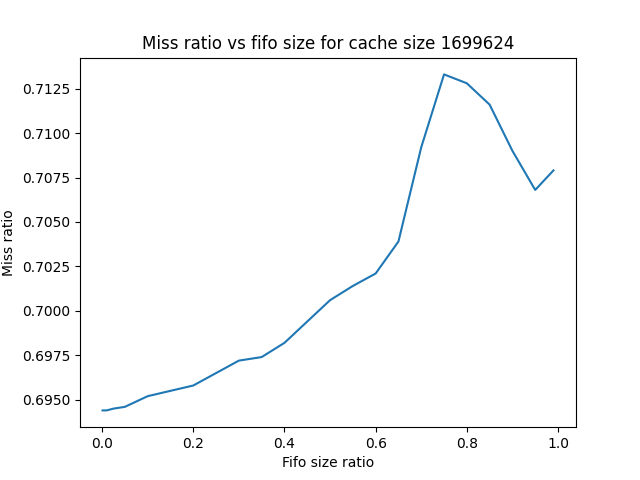 Miss ratio vs fifo size for cache size 1699624
0.7125
0.7100
0.7075
0.7050
0.7025
0.7000
0.6975
0.6950
Miss ratio
0.0 0.2 0.4 0.6 0.8 1.0
Fifo size ratio